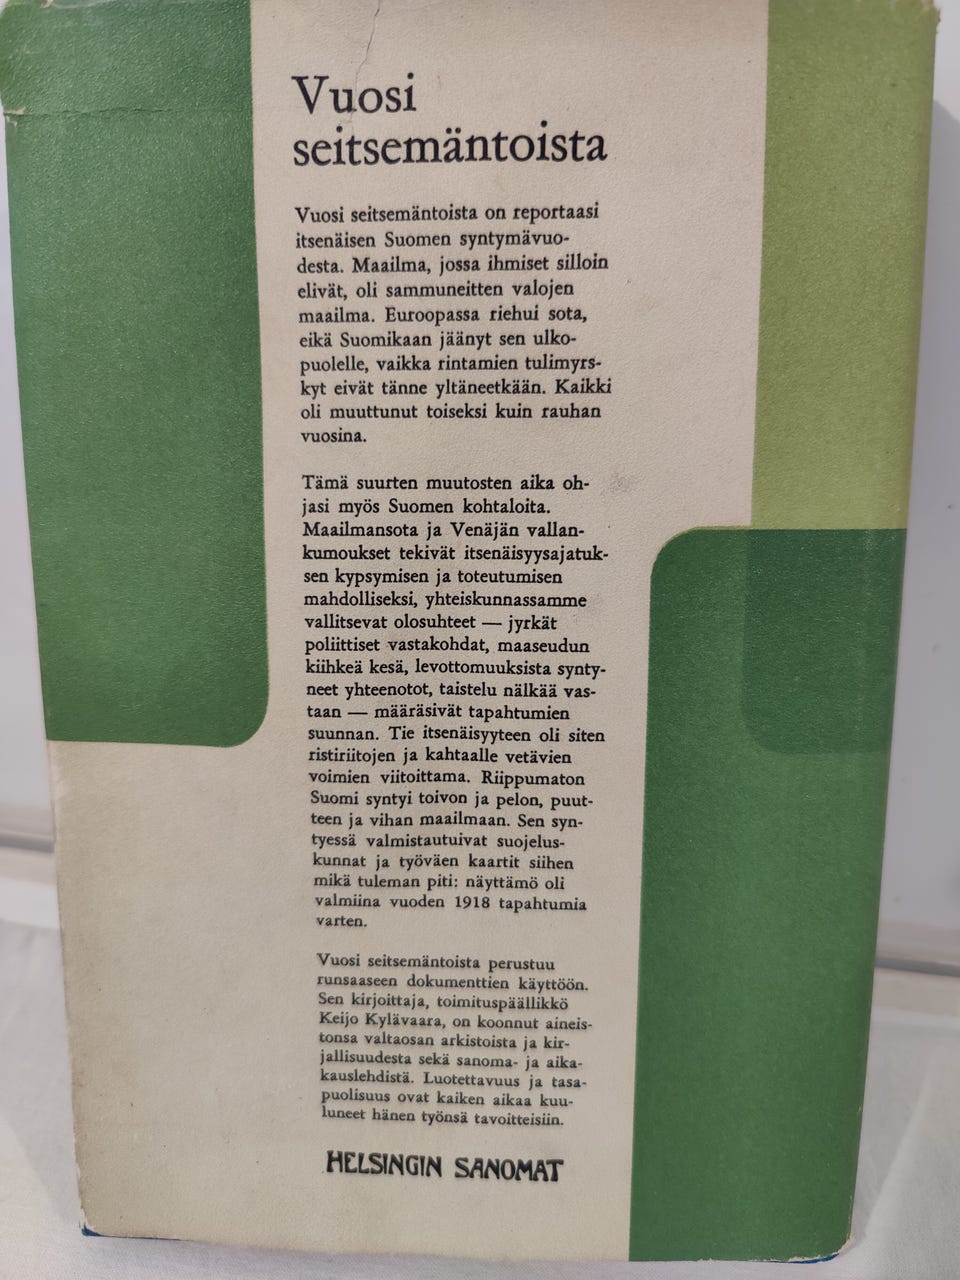 Vuosi
seitsemäntoista
Vuosi seitsemäntoista on reportaasi
itsenäisen Suomen syntymävuo-
desta. Maailma, jossa ihmiset silloin
elivät, oli sammuneitten valojen
maailma. Euroopassa riehui sota,
eikä Suomikaan jäänyt sen ulko-
puolelle, vaikka rintamien tulimyrs-
kyt eivät tänne yltäneetkään. Kaikki
oli muuttunut toiseksi kuin rauhan
vuosina.
Tämä suurten muutosten aika oh-
jasi myös Suomen kohtaloita.
Maailmansota ja Venäjän vallan-
kumoukset tekivät itsenäisyysajatuk-
sen kypsymisen ja toteutumisen
mahdolliseksi, yhteiskunnassamme
vallitsevat olosuhteet — jyrkät
poliittiset vastakohdat, maaseudun
kiihkeä kesä, levottomuuksista synty-
neet yhteenotot, taistelu nälkää vas-
taan — määräsivät tapahtumien
suunnan. Tie itsenäisyyteen oli siten
ristiriitojen ja kahtaalle vetävien
voimien viitoittama. Riippumaton
Suomi syntyi toivon ja pelon, puut-
teen ja vihan maailmaan. Sen syn-
tyessä valmistautuivat suojelus-
kunnat ja työväen kaartit siihen
mikä tuleman piti: näyttämö oli
valmiina vuoden 1918 tapahtumia
varten.
Vuosi seitsemäntoista perustuu
runsaaseen dokumenttien käyttöön.
Sen kirjoittaja, toimituspäällikkö
Keijo Kylävaara, on koonnut aineis-
tonsa valtaosan arkistoista ja kir-
jallisuudesta sekä sanoma- ja aika-
kauslehdistä. Luotettavuus ja tasa-
puolisuus ovat kaiken aikaa kuu-
luneet hänen työnsä tavoitteisiin.
HELSINGIN SANOMAT